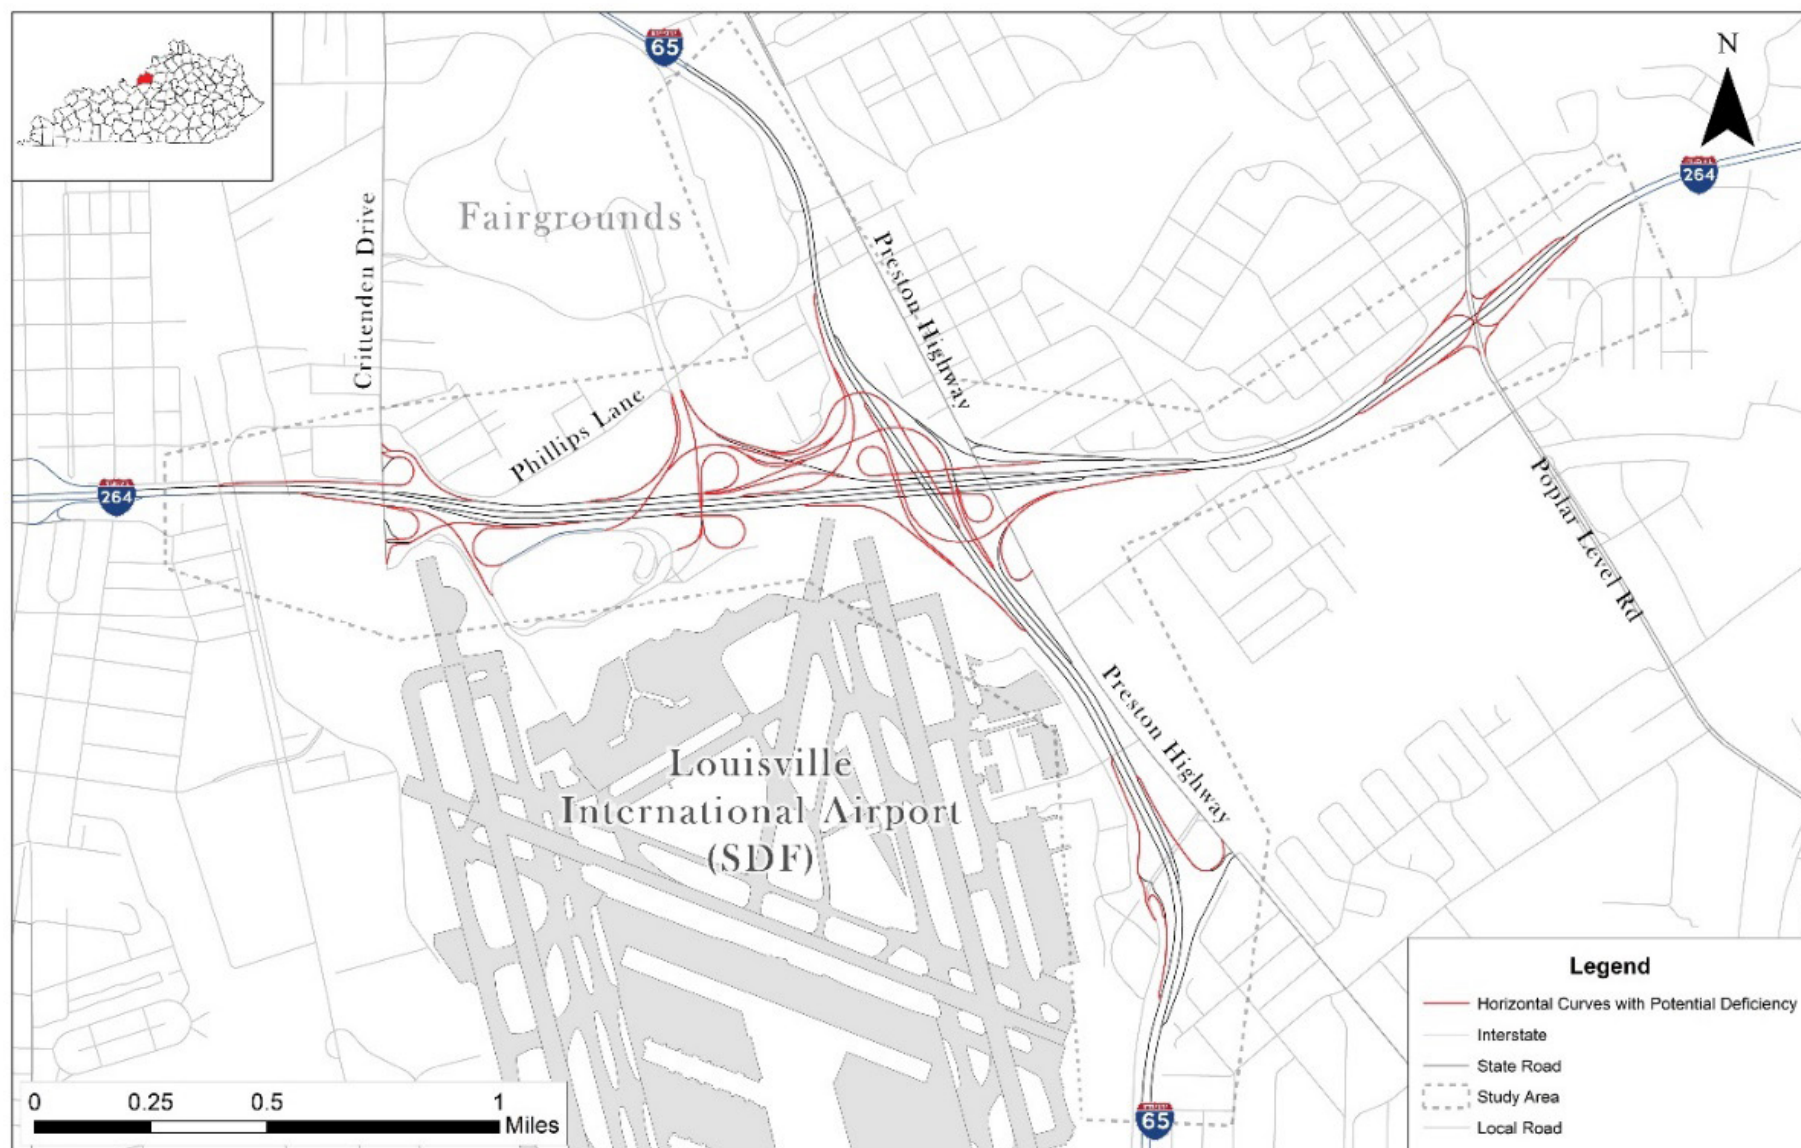 65
N
264
Fairgrounds
Crittenden Drive
Preston Highway
Phillips Lane
264
Poplar Level Rd
Preston Highway
Louisville
International Airport
(SDF)
Legend
Horizontal Curves with Potential Deficiency
Interstate
State Road
Study Area
Local Road
0 0.25 0.5 1
Miles
65